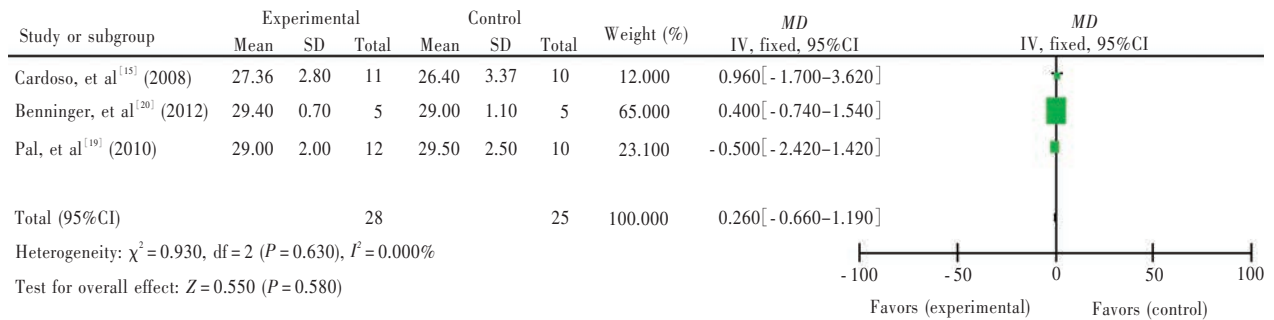 Study or subgroup Experimental Control Weight (%) MD MD
Mean SD Total Mean SD Total IV, fixed, 95%CI IV, fixed, 95%CI
Cardoso, et al[15] (2008) 27.36 2.80 11 26.40 3.37 10 12.000 0.960[-1.700–3.620]
Benninger, et al[20] (2012) 29.40 0.70 5 29.00 1.10 5 65.000 0.400[-0.740–1.540]
Pal, et al[19] (2010) 29.00 2.00 12 29.50 2.50 10 23.100 -0.500[-2.420–1.420]
Total (95%CI) 28 25 100.000 0.260[-0.660–1.190]
Heterogeneity: χ²=0.930, df=2 (P=0.630), I²=0.000%
Test for overall effect: Z=0.550 (P=0.580)
-100 -50 0 50 100
Favors (experimental) Favors (control)